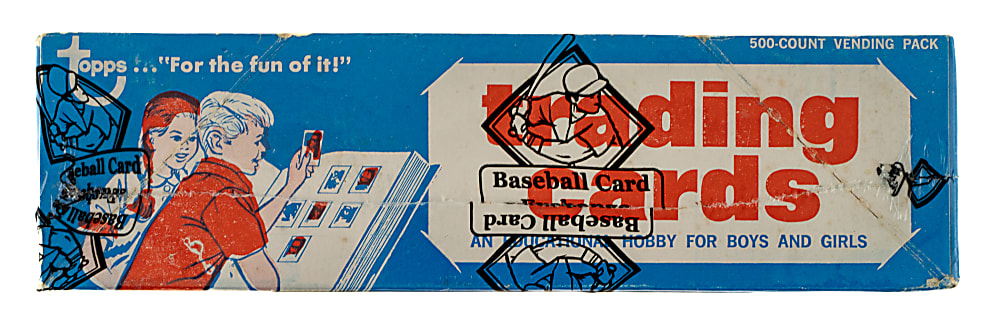 500-COUNT VENDING PACK
topps ... "For the fun of it!"
trading
cards
Baseball Card
Baseball Card
Baseball Card
AN EDUCATIONAL HOBBY FOR BOYS AND GIRLS